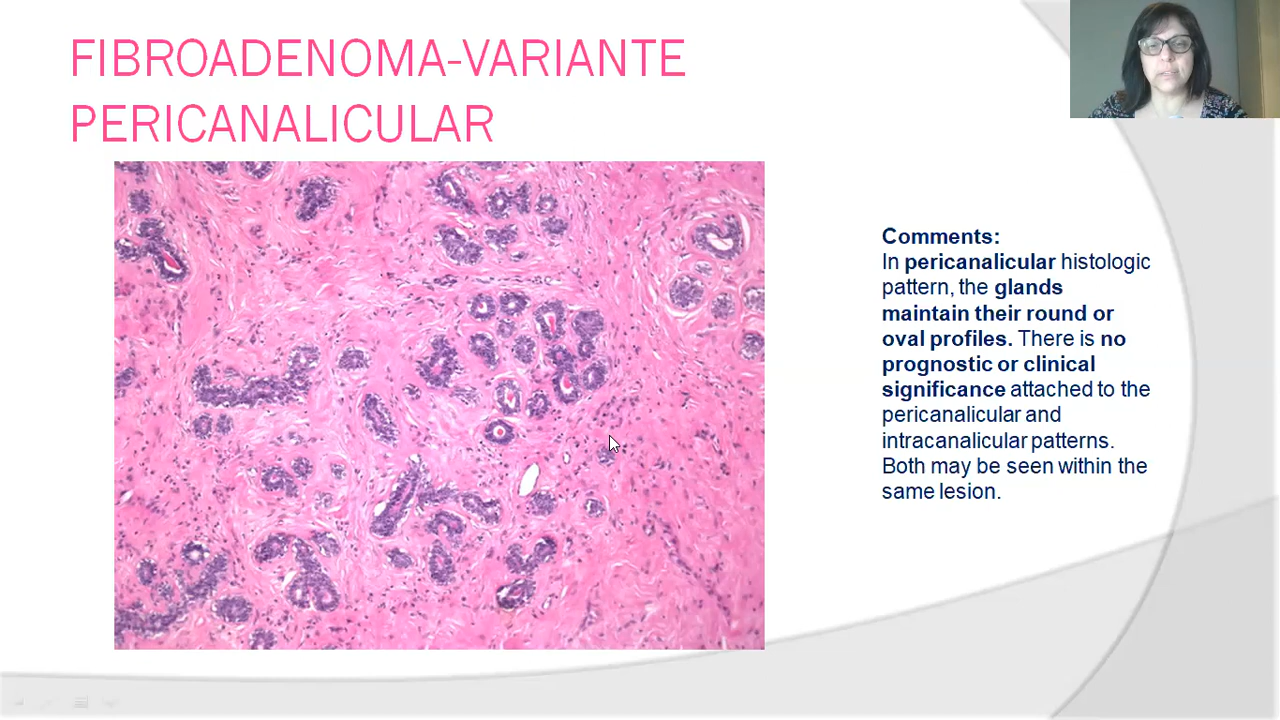 FIBROADENOMA-VARIANTE
PERICANALICULAR
Comments:
In pericanalicular histologic
pattern, the glands
maintain their round or
oval profiles. There is no
prognostic or clinical
significance attached to the
pericanalicular and
intracanalicular patterns.
Both may be seen within the
same lesion.